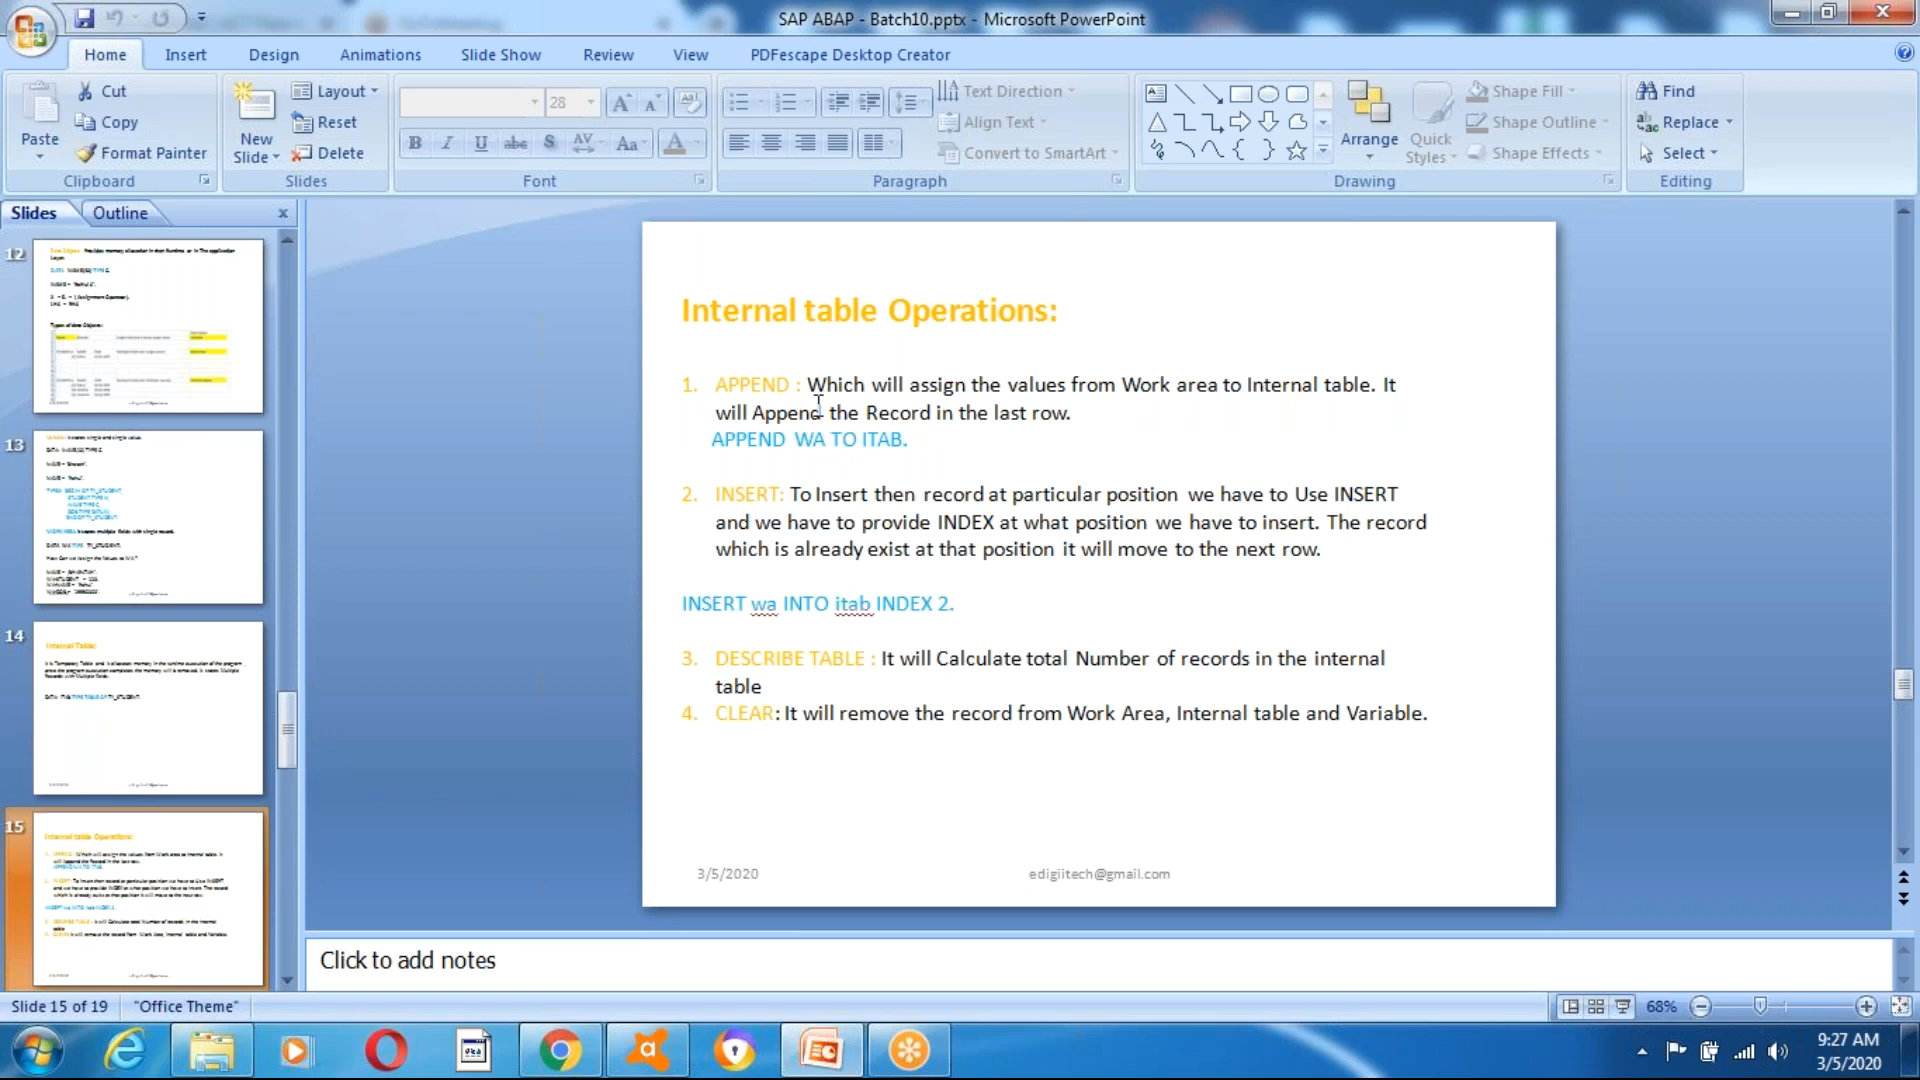 SAP ABAP - Batch10.pptx - Microsoft PowerPoint
Home Insert Design Animations Slide Show Review View PDFescape Desktop Creator
Paste
Cut
Copy
Format Painter
Clipboard
New
Slide
Layout
Reset
Delete
Slides
28
Font
Paragraph
Text Direction
Align Text
Convert to SmartArt
Arrange
Quick
Styles
Shape Fill
Shape Outline
Shape Effects
Drawing
Find
Replace
Select
Editing
Slides Outline
12
13
14
Internal Table:
15
Internal table Operations:
1. APPEND : Which will assign the values from Work area to Internal table. It
will Append the Record in the last row.
APPEND WA TO ITAB.
2. INSERT: To Insert then record at particular position we have to Use INSERT
and we have to provide INDEX at what position we have to insert. The record
which is already exist at that position it will move to the next row.
INSERT wa INTO itab INDEX 2.
3. DESCRIBE TABLE : It will Calculate total Number of records in the internal
table
4. CLEAR: It will remove the record from Work Area, Internal table and Variable.
3/5/2020 edigiitech@gmail.com
Click to add notes
Slide 15 of 19 "Office Theme" 68%
9:27 AM
3/5/2020